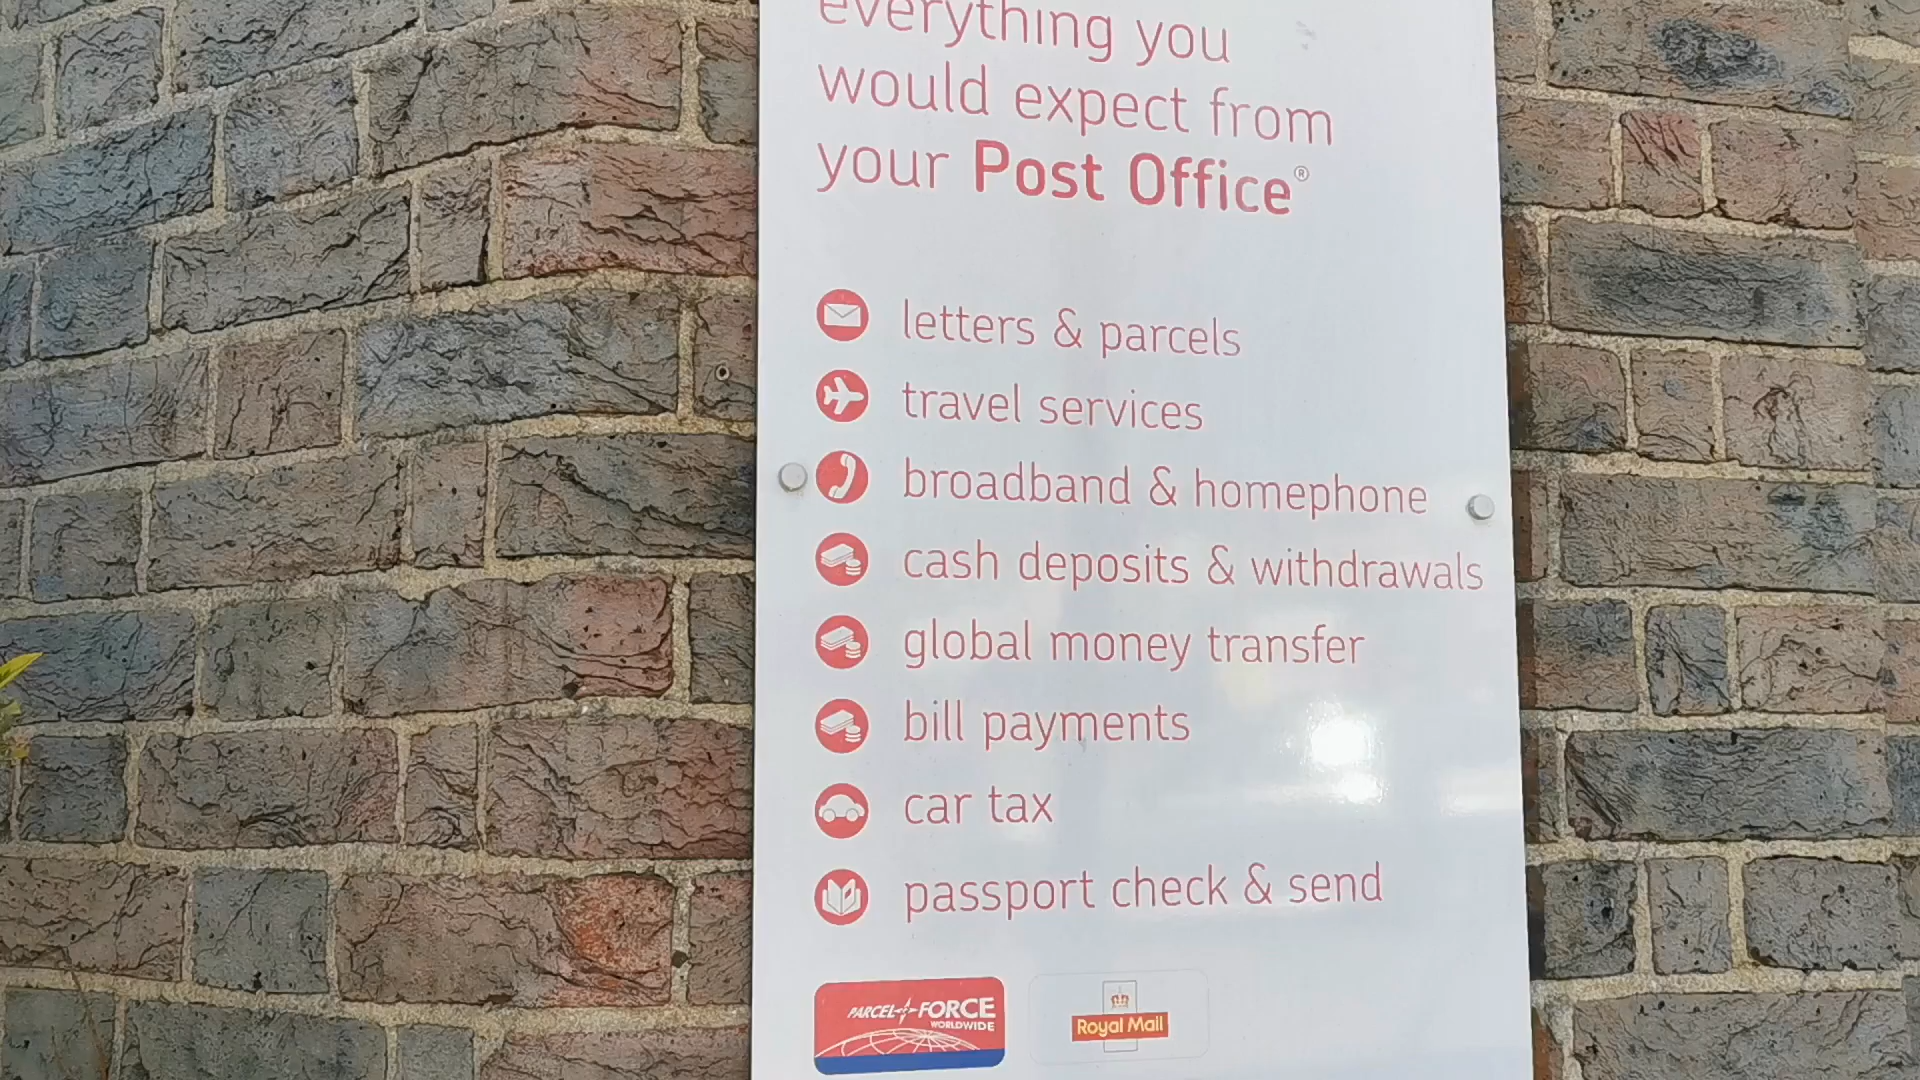 everything you
would expect from
your Post Office®
letters & parcels
travel services
broadband & homephone
cash deposits & withdrawals
global money transfer
bill payments
car tax
passport check & send
PARCEL FORCE
WORLDWIDE
Royal Mail